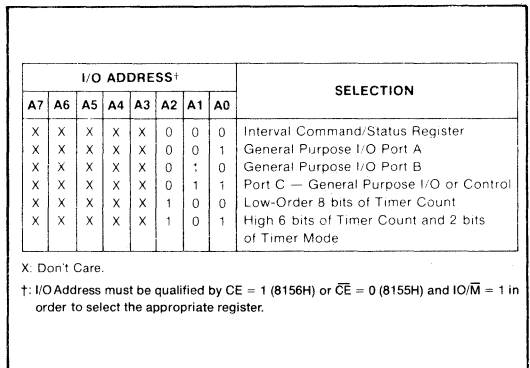 I/O ADDRESS†
SELECTION
A7 A6 A5 A4 A3 A2 A1 A0
X X X X X 0 0 0 Interval Command/Status Register
X X X X X 0 0 1 General Purpose I/O Port A
X X X X X 0 1 0 General Purpose I/O Port B
X X X X X 0 1 1 Port C — General Purpose I/O or Control
X X X X X 1 0 0 Low-Order 8 bits of Timer Count
X X X X X 1 0 1 High 6 bits of Timer Count and 2 bits
of Timer Mode
X: Don't Care.
†: I/O Address must be qualified by CE = 1 (8156H) or C̅E̅ = 0 (8155H) and IO/M̅ = 1 in
order to select the appropriate register.